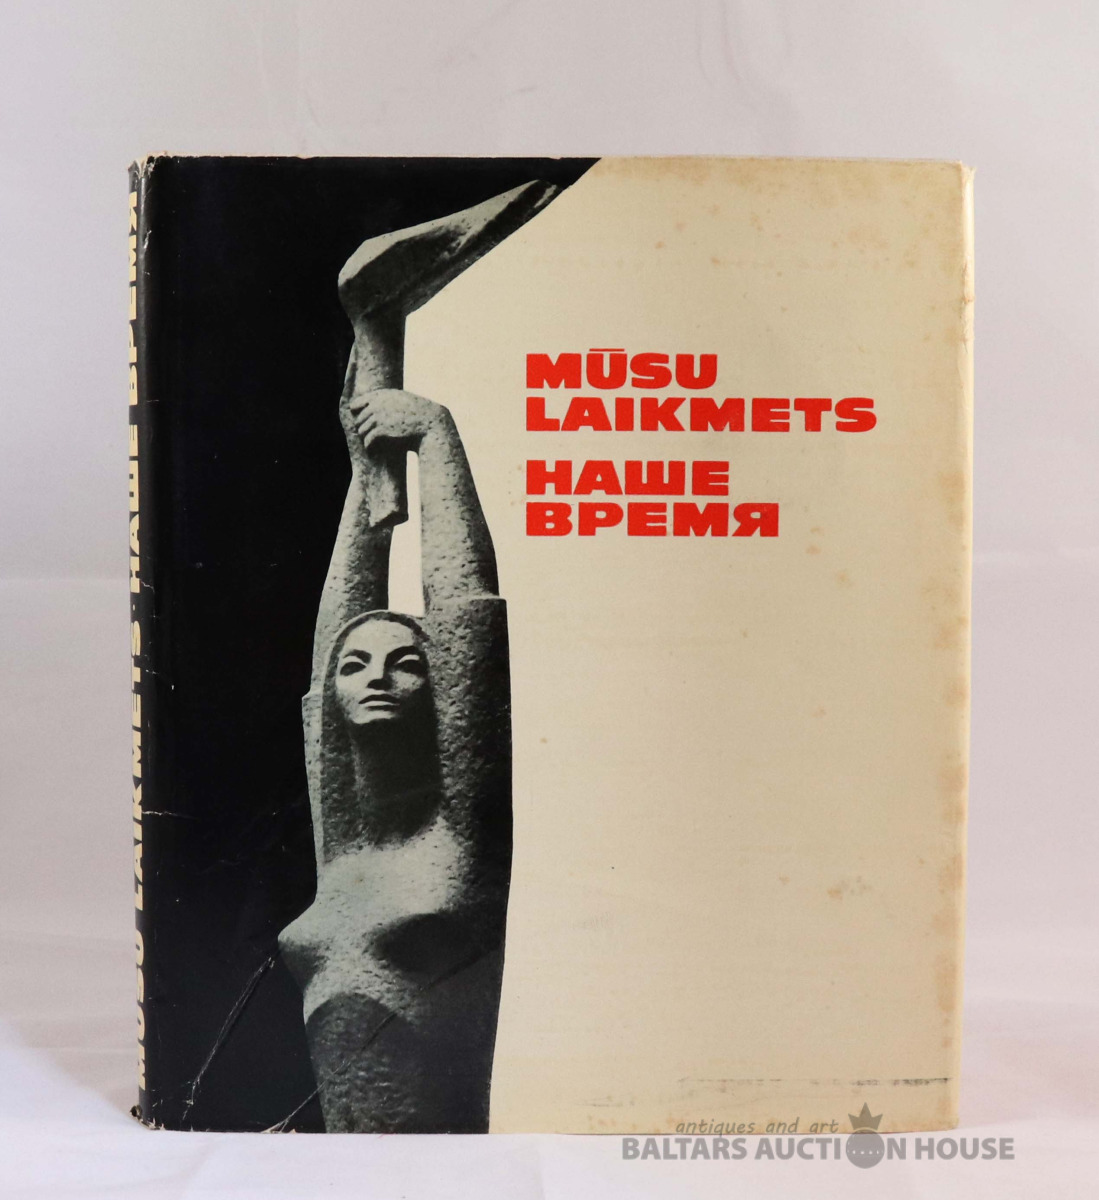 MŪSU
LAIKMETS
НАШЕ
ВРЕМЯ
MŪSU LAIKMETS · НАШЕ ВРЕМЯ
antiques and art
BALTARS AUCTION HOUSE